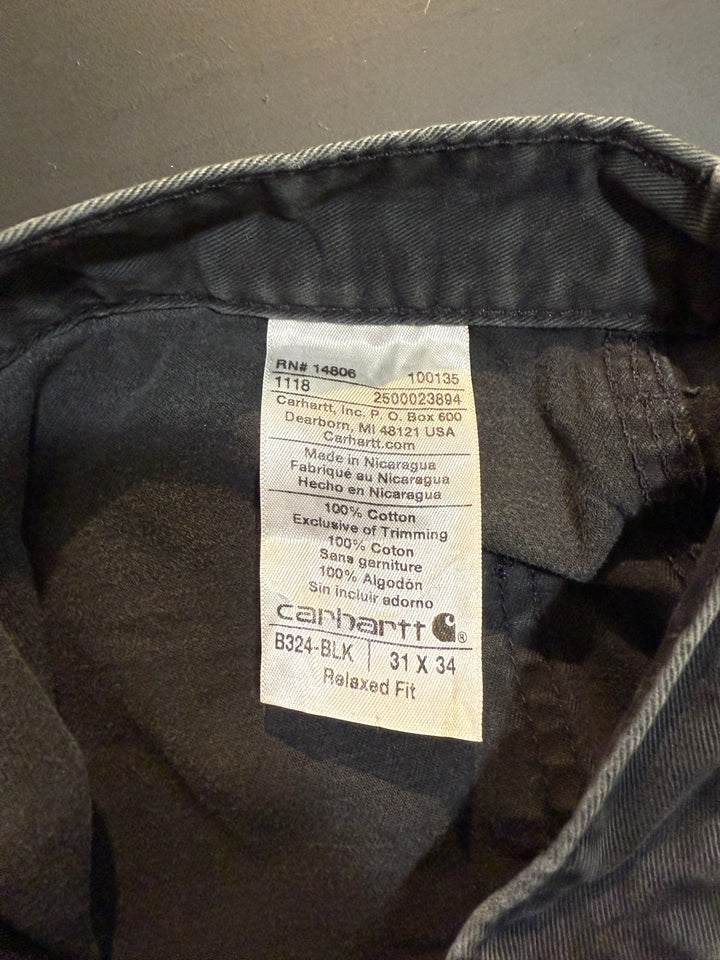 RN# 14806 100135
1118 2500023894
Carhartt, Inc. P. O. Box 600
Dearborn, MI 48121 USA
Carhartt.com
Made in Nicaragua
Fabriqué au Nicaragua
Hecho en Nicaragua
100% Cotton
Exclusive of Trimming
100% Coton
Sans garniture
100% Algodón
Sin incluir adorno
carhartt ®
B324-BLK | 31 X 34
Relaxed Fit